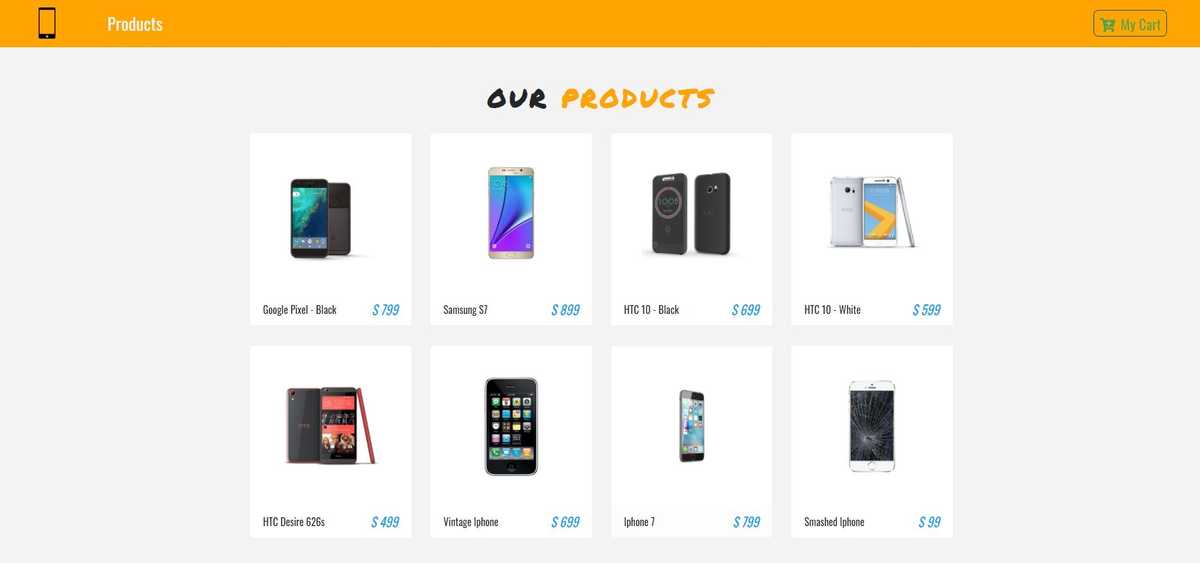 Products
My Cart
OUR PRODUCTS
Google Pixel - Black $ 799
Samsung S7 $ 899
HTC 10 - Black $ 699
HTC 10 - White $ 599
HTC Desire 626s $ 499
Vintage Iphone $ 699
Iphone 7 $ 799
Smashed Iphone $ 99